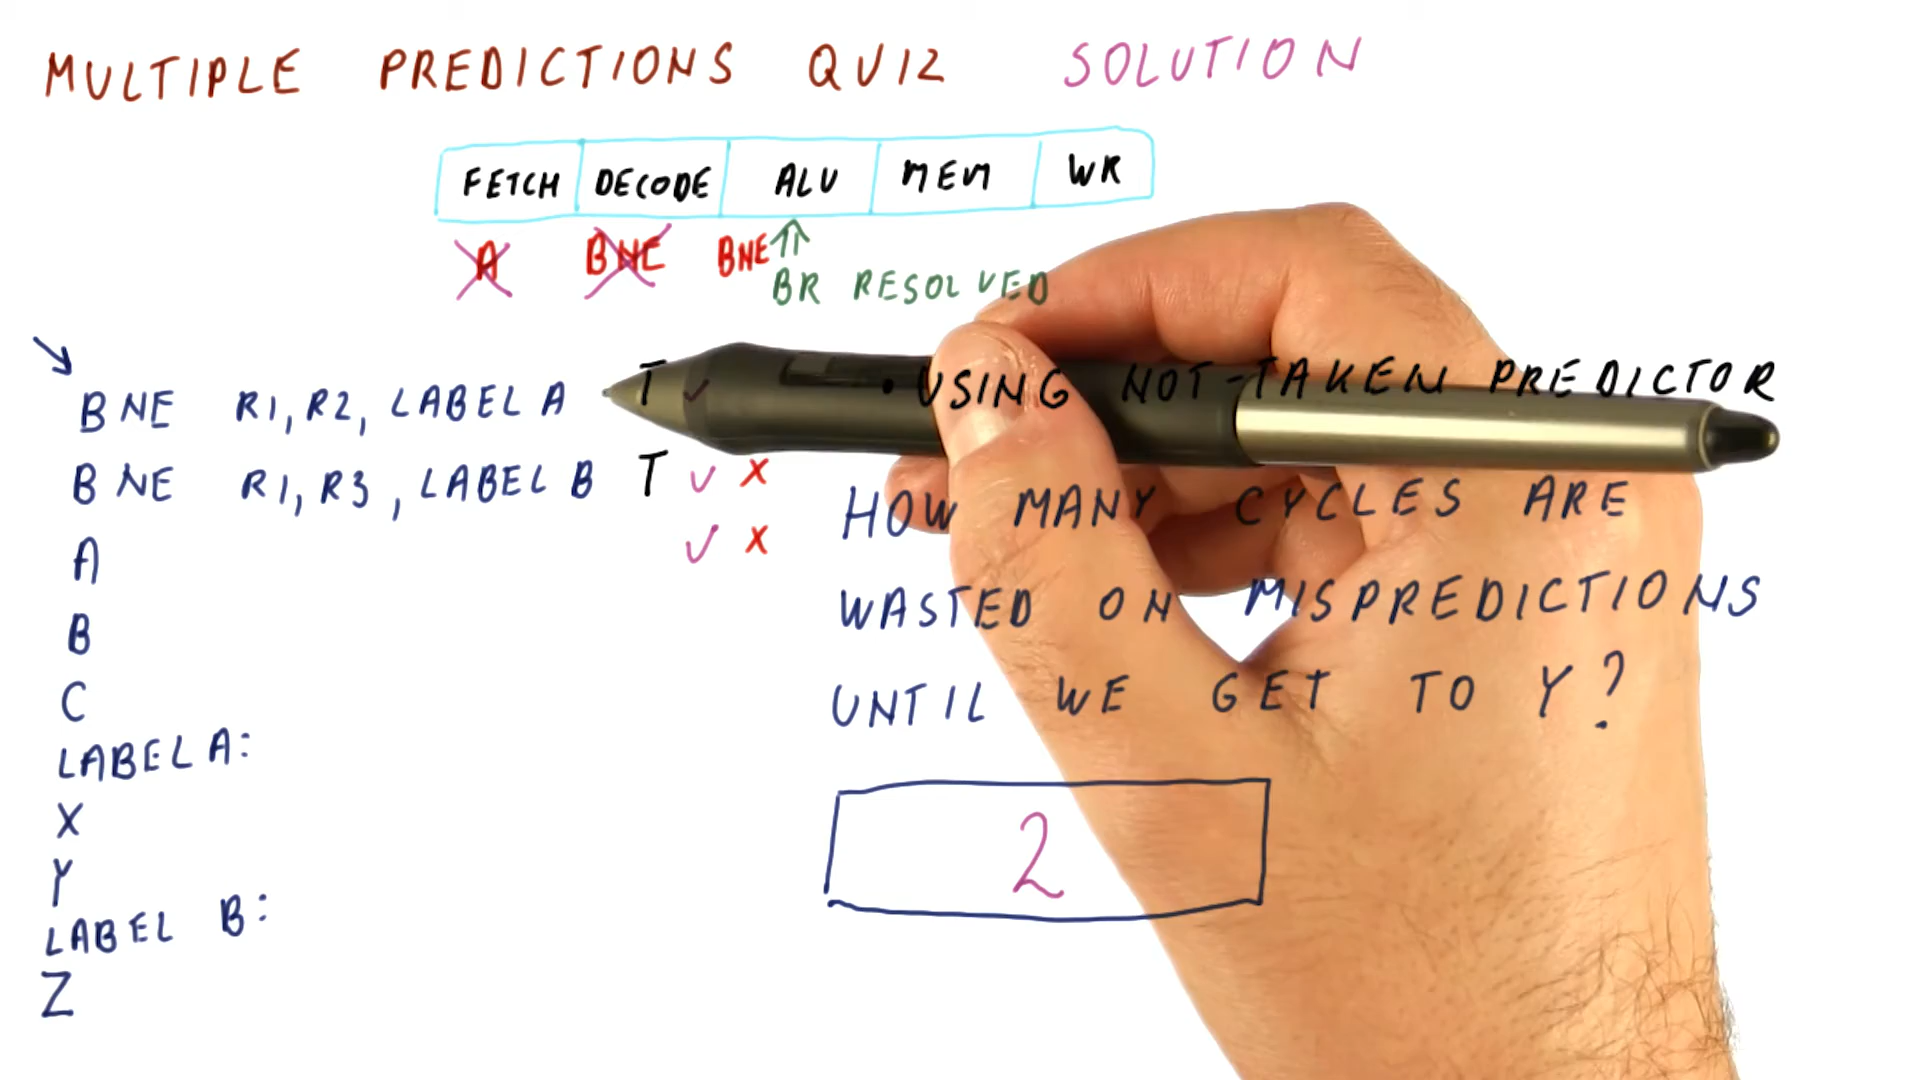 MULTIPLE PREDICTIONS QUIZ SOLUTION
FETCH DECODE ALU MEM WR
A BNE BNE
BR RESOLVED
BNE R1, R2, LABEL A T ✓
• USING NOT-TAKEN PREDICTOR
BNE R1, R3, LABEL B T ✓ X
✓ X
HOW MANY CYCLES ARE
WASTED ON MISPREDICTIONS
UNTIL WE GET TO Y?
2
A
B
C
LABEL A:
X
Y
LABEL B:
Z